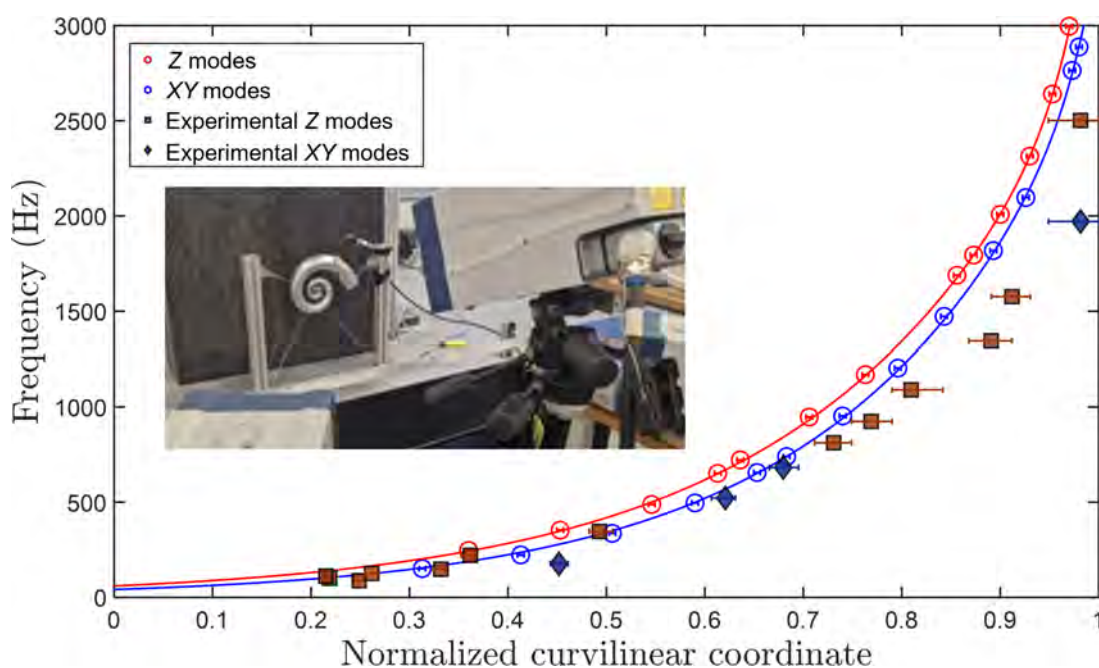 3000
2500
2000
1500
1000
500
0
Frequency (Hz)
Z modes
XY modes
Experimental Z modes
Experimental XY modes
0 0.1 0.2 0.3 0.4 0.5 0.6 0.7 0.8 0.9 1
Normalized curvilinear coordinate